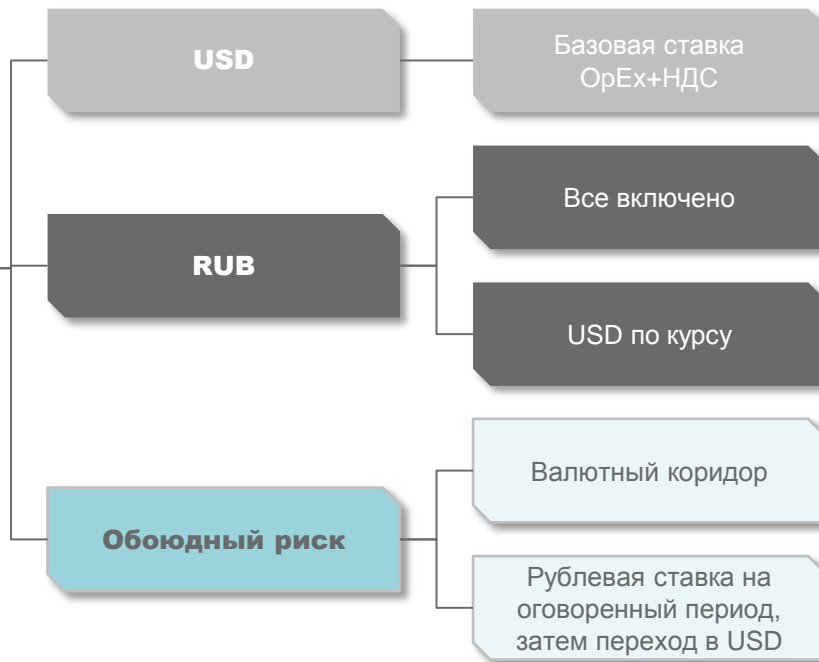 USD
Базовая ставка
OpEx+НДС
Все включено
RUB
USD по курсу
Валютный коридор
Обоюдный риск
Рублевая ставка на
оговоренный период,
затем переход в USD